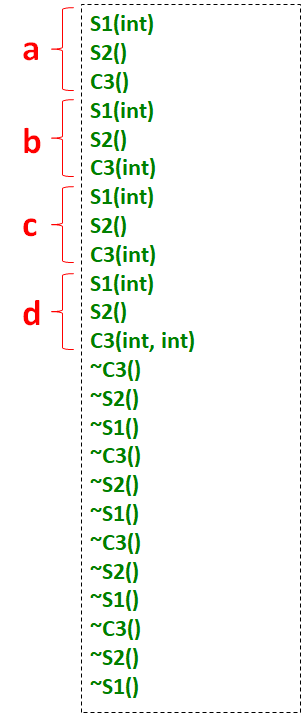 a
S1(int)
S2()
C3()
b
S1(int)
S2()
C3(int)
c
S1(int)
S2()
C3(int)
d
S1(int)
S2()
C3(int, int)
~C3()
~S2()
~S1()
~C3()
~S2()
~S1()
~C3()
~S2()
~S1()
~C3()
~S2()
~S1()